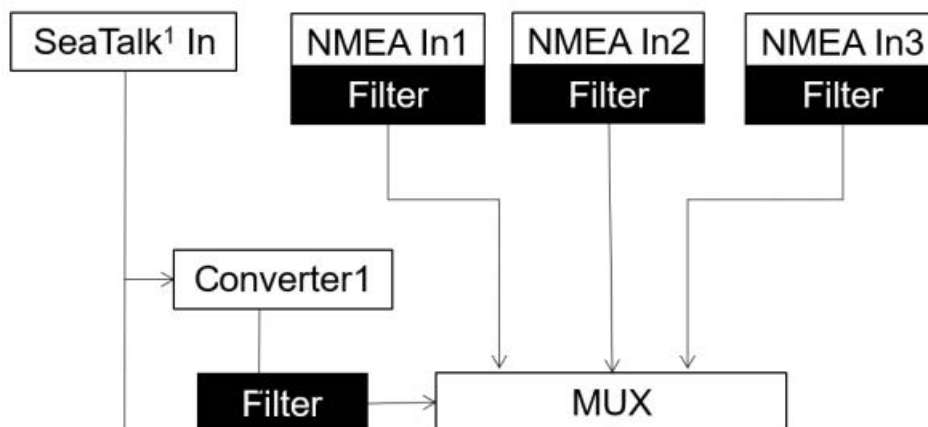 SeaTalk¹ In
NMEA In1
Filter
NMEA In2
Filter
NMEA In3
Filter
Converter1
Filter
MUX